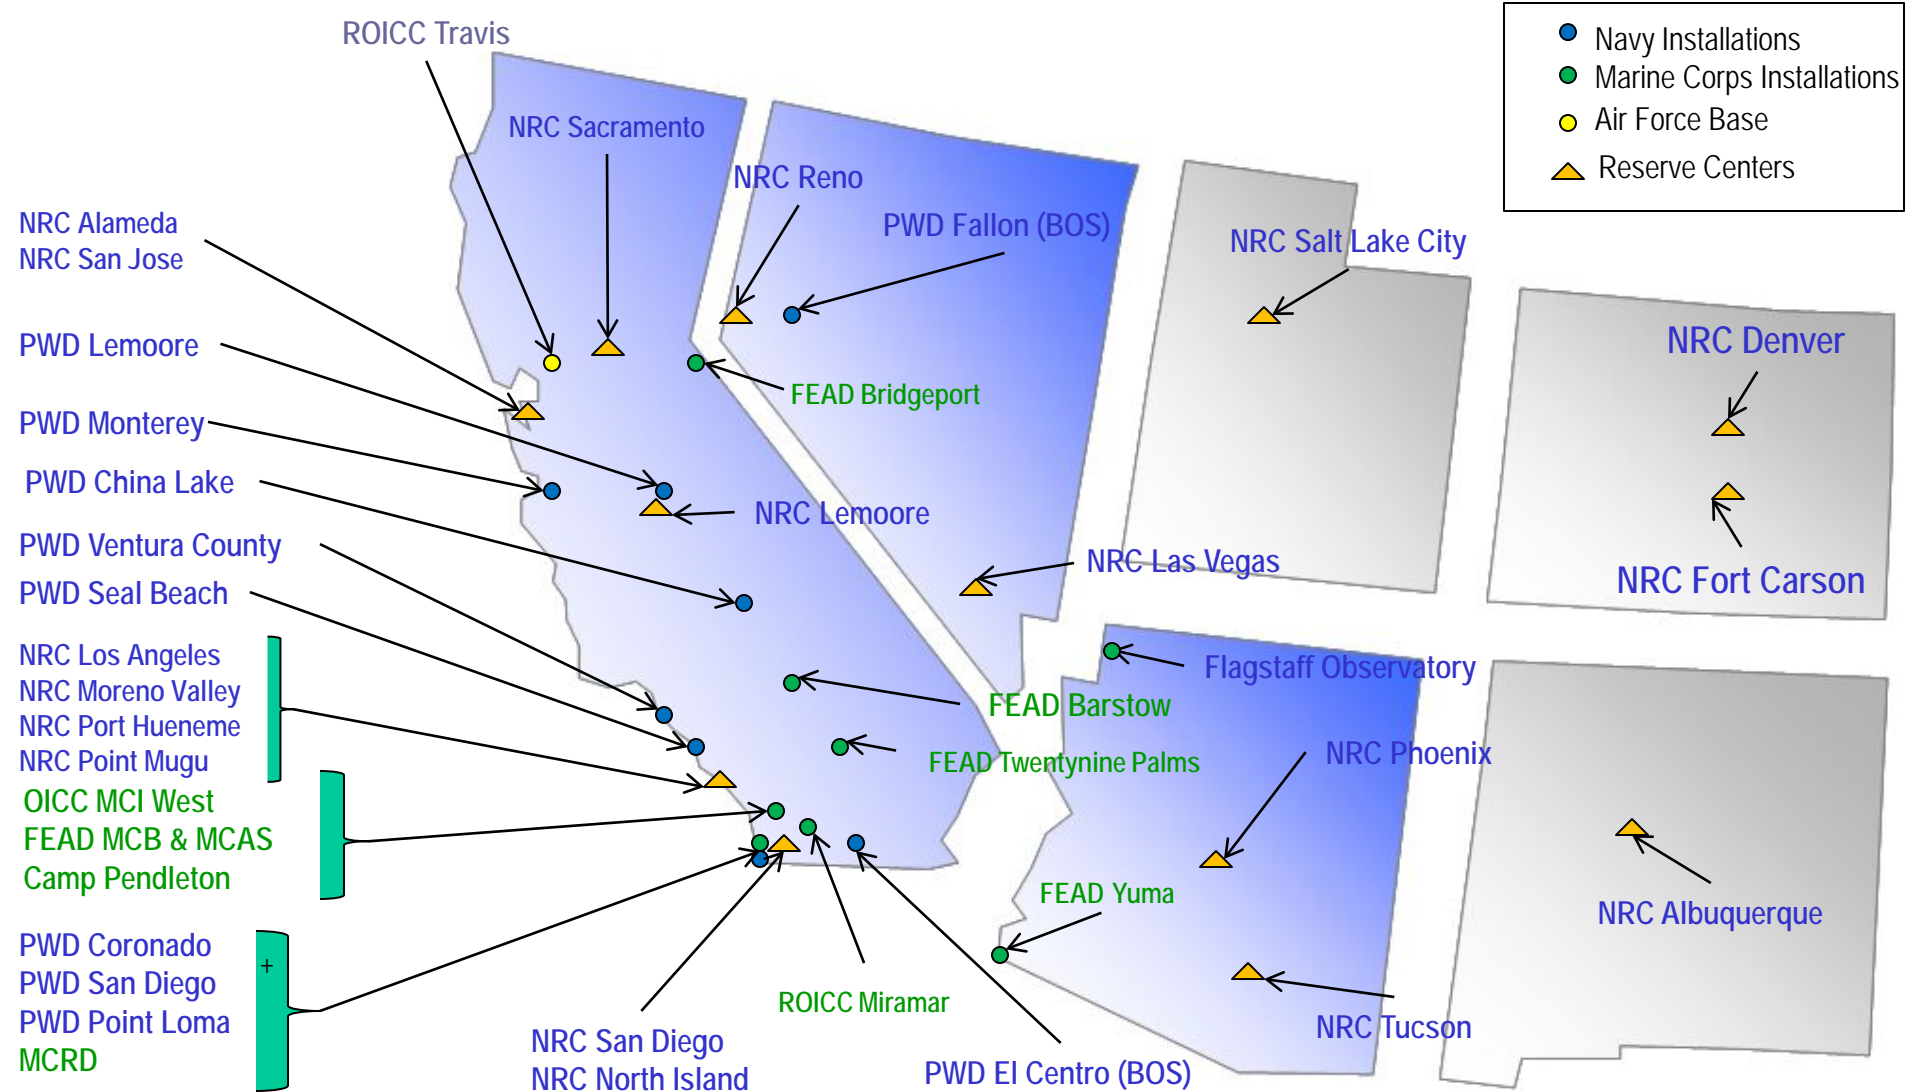 ROICC Travis
NRC Sacramento
NRC Reno
PWD Fallon (BOS)
NRC Salt Lake City
Navy Installations
Marine Corps Installations
Air Force Base
Reserve Centers
NRC Alameda
NRC San Jose
PWD Lemoore
PWD Monterey
PWD China Lake
PWD Ventura County
PWD Seal Beach
NRC Los Angeles
NRC Moreno Valley
NRC Port Hueneme
NRC Point Mugu
OICC MCI West
FEAD MCB & MCAS
Camp Pendleton
PWD Coronado
PWD San Diego
PWD Point Loma
MCRD
+
FEAD Bridgeport
NRC Lemoore
NRC Las Vegas
NRC Denver
NRC Fort Carson
Flagstaff Observatory
FEAD Barstow
FEAD Twentynine Palms
NRC Phoenix
FEAD Yuma
NRC Albuquerque
ROICC Miramar
NRC San Diego
NRC North Island
PWD El Centro (BOS)
NRC Tucson